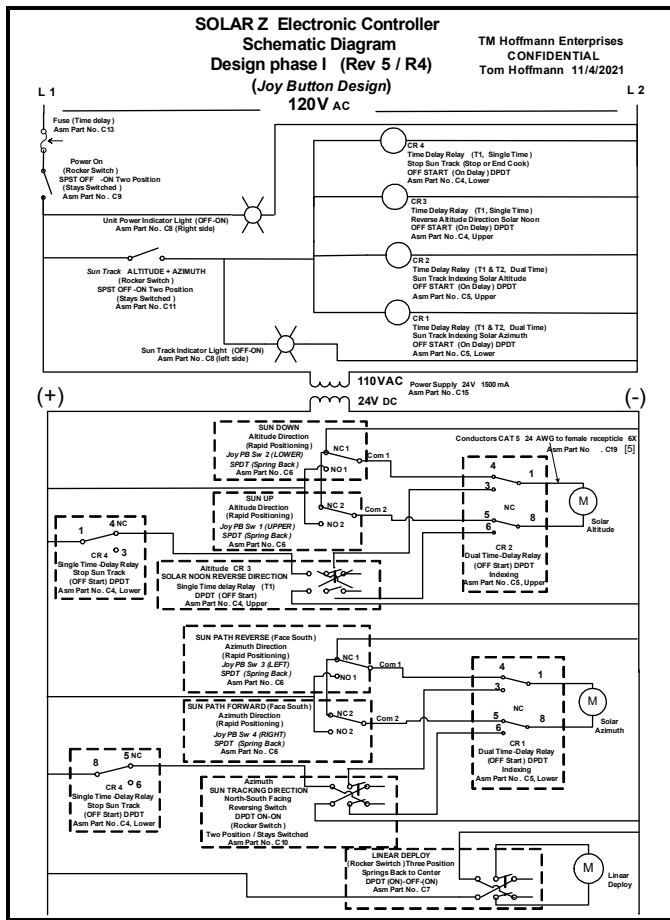 SOLAR Z Electronic Controller
Schematic Diagram
Design phase I (Rev 5 / R4)
(Joy Button Design)
120V AC
TM Hoffmann Enterprises
CONFIDENTIAL
Tom Hoffmann 11/4/2021
L 1
L 2
Fuse (Time delay)
Asm Part No. C13
Power On
(Rocker Switch)
SPST OFF -ON Two Position
(Stays Switched)
Asm Part No. C9
Unit Power Indicator Light (OFF-ON)
Asm Part No. C8 (Right side)
CR 4
Time Delay Relay (T1, Single Time)
Stop Sun Track (Stop or End Cook)
OFF START (On Delay) DPDT
Asm Part No. C4, Lower
CR 3
Time Delay Relay (T1, Single Time)
Reverse Altitude Direction Solar Noon
OFF START (On Delay) DPDT
Asm Part No. C4, Upper
CR 2
Time Delay Relay (T1 & T2, Dual Time)
Sun Track Indexing Solar Altitude
OFF START (On Delay) DPDT
Asm Part No. C5, Upper
CR 1
Time Delay Relay (T1 & T2, Dual Time)
Sun Track Indexing Solar Azimuth
OFF START (On Delay) DPDT
Asm Part No. C5, Lower
Sun Track ALTITUDE + AZIMUTH
(Rocker Switch)
SPST OFF -ON Two Position
(Stays Switched)
Asm Part No. C11
Sun Track Indicator Light (OFF-ON)
Asm Part No. C8 (left side)
(+)
110VAC
24V DC
Power Supply 24V 1500 mA
Asm Part No. C15
(-)
SUN DOWN
Altitude Direction
(Rapid Positioning)
Joy PB Sw 2 (LOWER)
SPDT (Spring Back)
Asm Part No. C6
NC 1
NO 1
Com 1
Conductors CAT 5 24 AWG to female recepticle 6X
Asm Part No . C19 [5]
SUN UP
Altitude Direction
(Rapid Positioning)
Joy PB Sw 1 (UPPER)
SPDT (Spring Back)
Asm Part No. C6
NC 2
NO 2
Com 2
4
3
1
NC
5
6
8
CR 2
Dual Time-Delay Relay
(OFF Start) DPDT
Indexing
Asm Part No. C5, Upper
M
Solar
Altitude
1
4 NC
3
CR 4
Single Time -Delay Relay
Stop Sun Track
(OFF Start) DPDT
Asm Part No. C4, Lower
Altitude CR 3
SOLAR NOON REVERSE DIRECTION
Single Time delay Relay (T1)
DPDT (OFF Start)
Asm Part No. C4, Upper
SUN PATH REVERSE (Face South)
Azimuth Direction
(Rapid Positioning)
Joy PB Sw 3 (LEFT)
SPDT (Spring Back)
Asm Part No. C6
NC 1
NO1
Com 1
SUN PATH FORWARD (Face South)
Azimuth Direction
(Rapid Positioning)
Joy PB Sw 4 (RIGHT)
SPDT (Spring Back)
Asm Part No. C6
NC 2
NO 2
Com 2
4
3
1
NC
5
6
8
CR 1
Dual Time-Delay Relay
(OFF Start) DPDT
Indexing
Asm Part No. C5, Lower
M
Solar
Azimuth
8
5 NC
6
CR 4
Single Time -Delay Relay
Stop Sun Track
(OFF Start) DPDT
Asm Part No. C4, Lower
Azimuth
SUN TRACKING DIRECTION
North-South Facing
Reversing Switch
DPDT ON-ON
(Rocker Switch)
Two Position / Stays Switched
Asm Part No. C10
LINEAR DEPLOY
(Rocker Swirtch) Three Position
Springs Back to Center
DPDT (ON)-OFF-(ON)
Asm Part No. C7
M
Linear
Deploy